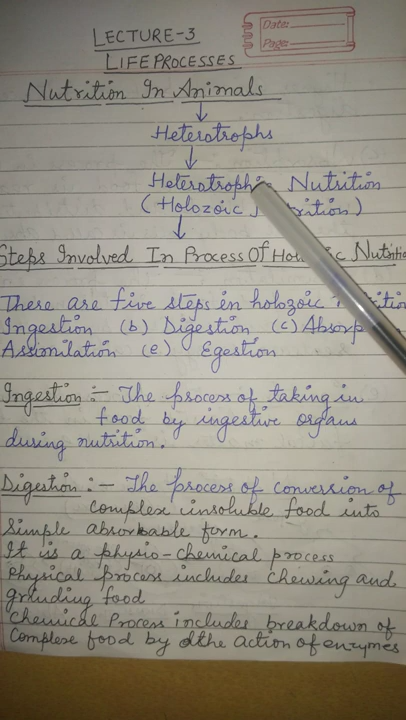 LECTURE-3
Date:
Page:
LIFE PROCESSES
Nutrition In Animals
Heterotrophs
Heterotrophic Nutrition
(Holozoic
Steps Involved In Process Of Nutrition
There are five steps in holozoic
Ingestion (b) Digestion (c)
Assimilation (e) Egestion
Ingestion :- The process of taking in
food by ingestive organs
during nutrition.
Digestion :- The process of conversion of
complex insoluble food into
Simple absorbable form.
It is a physio-chemical process
Physical process includes chewing and
grinding food
Chemical Process includes breakdown of
Complex food by the action of enzymes